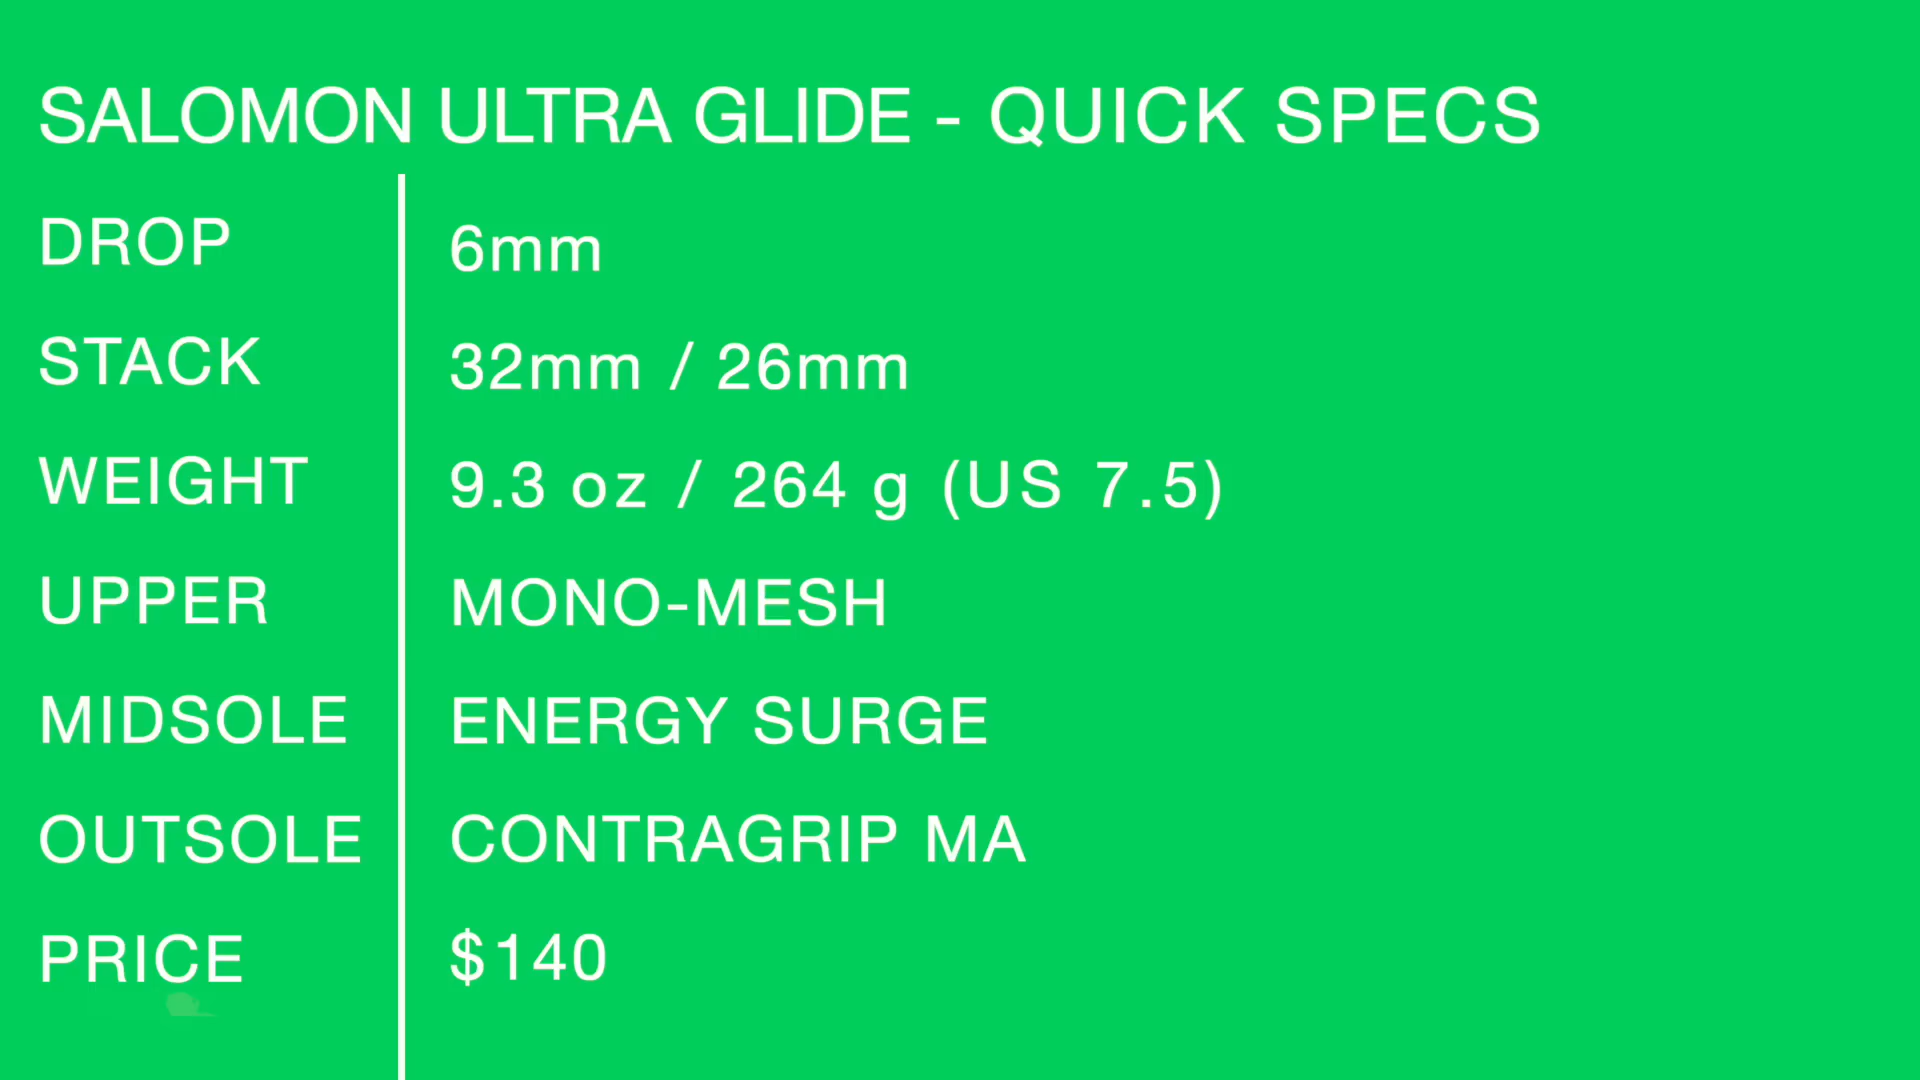 SALOMON ULTRA GLIDE - QUICK SPECS
DROP 6mm
STACK 32mm / 26mm
WEIGHT 9.3 oz / 264 g (US 7.5)
UPPER MONO-MESH
MIDSOLE ENERGY SURGE
OUTSOLE CONTRAGRIP MA
PRICE $140